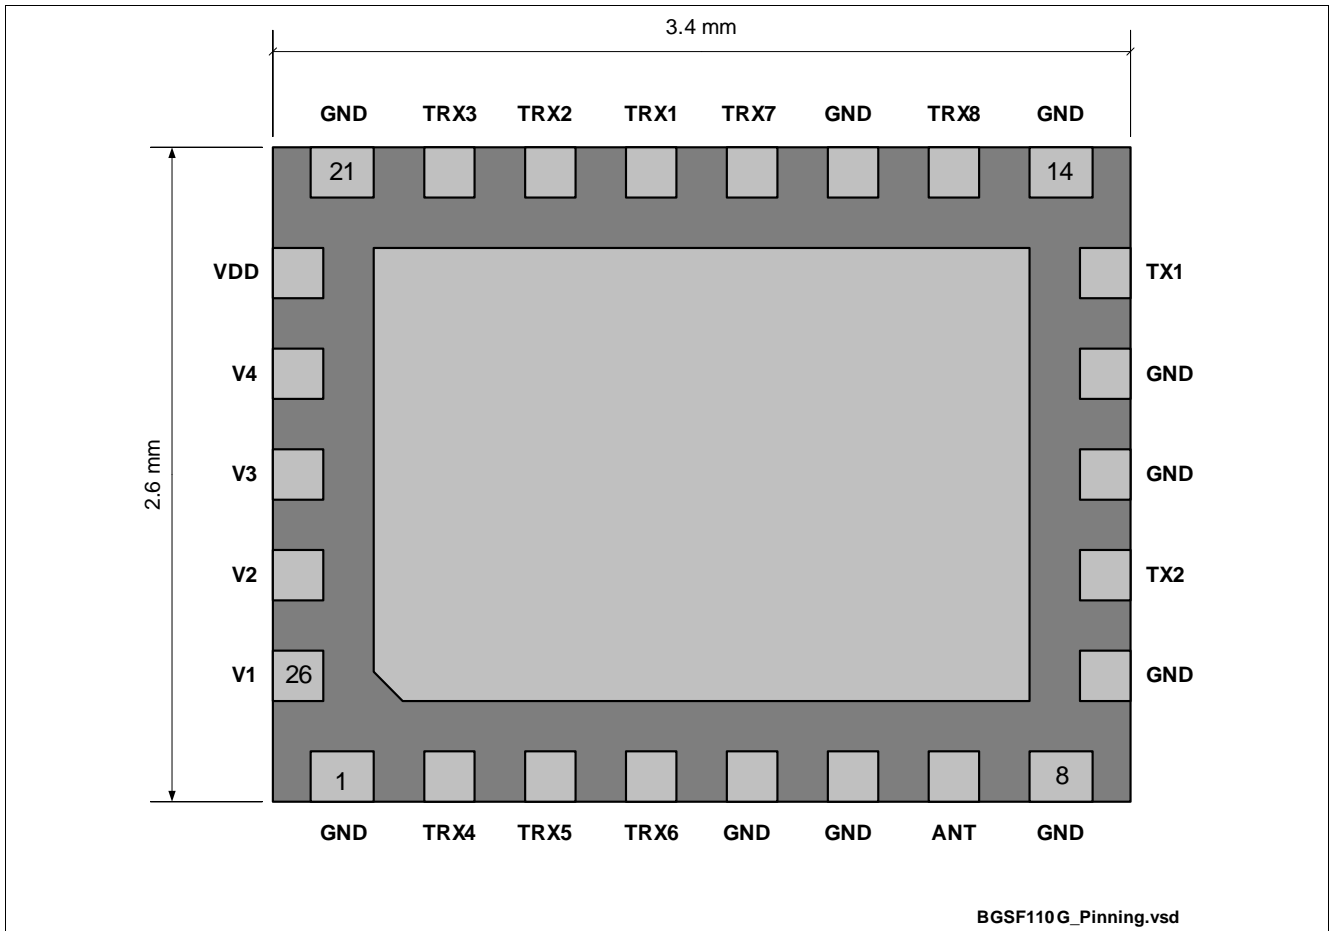 3.4 mm
GND TRX3 TRX2 TRX1 TRX7 GND TRX8 GND
21 14
VDD TX1
V4 GND
V3 GND
2.6 mm
V2 TX2
V1 26 GND
1 8
GND TRX4 TRX5 TRX6 GND GND ANT GND
BGSF110G_Pinning.vsd